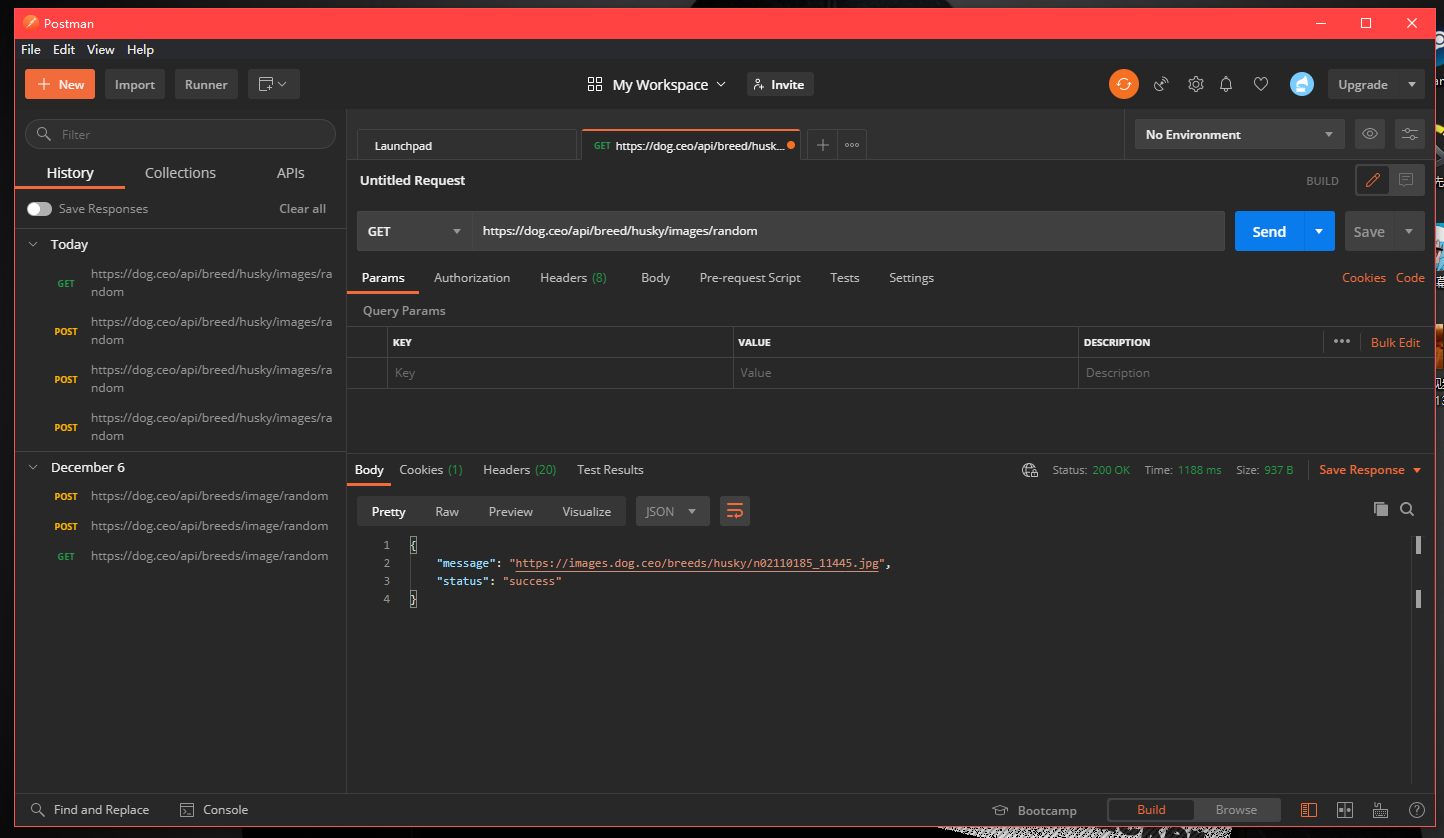 Postman
File Edit View Help
New Import Runner My Workspace Invite Upgrade
Filter
History Collections APIs
Save Responses Clear all
Today
GET https://dog.ceo/api/breed/husky/images/ra
ndom
POST https://dog.ceo/api/breed/husky/images/ra
ndom
POST https://dog.ceo/api/breed/husky/images/ra
ndom
POST https://dog.ceo/api/breed/husky/images/ra
ndom
December 6
POST https://dog.ceo/api/breeds/image/random
POST https://dog.ceo/api/breeds/image/random
GET https://dog.ceo/api/breeds/image/random
Launchpad GET https://dog.ceo/api/breed/husk... No Environment
Untitled Request BUILD
GET https://dog.ceo/api/breed/husky/images/random Send Save
Params Authorization Headers (8) Body Pre-request Script Tests Settings Cookies Code
Query Params
KEY VALUE DESCRIPTION Bulk Edit
Key Value Description
Body Cookies (1) Headers (20) Test Results Status: 200 OK Time: 1188 ms Size: 937 B Save Response
Pretty Raw Preview Visualize JSON
1 {
2 "message": "https://images.dog.ceo/breeds/husky/n02110185_11445.jpg",
3 "status": "success"
4 }
Find and Replace Console Bootcamp Build Browse